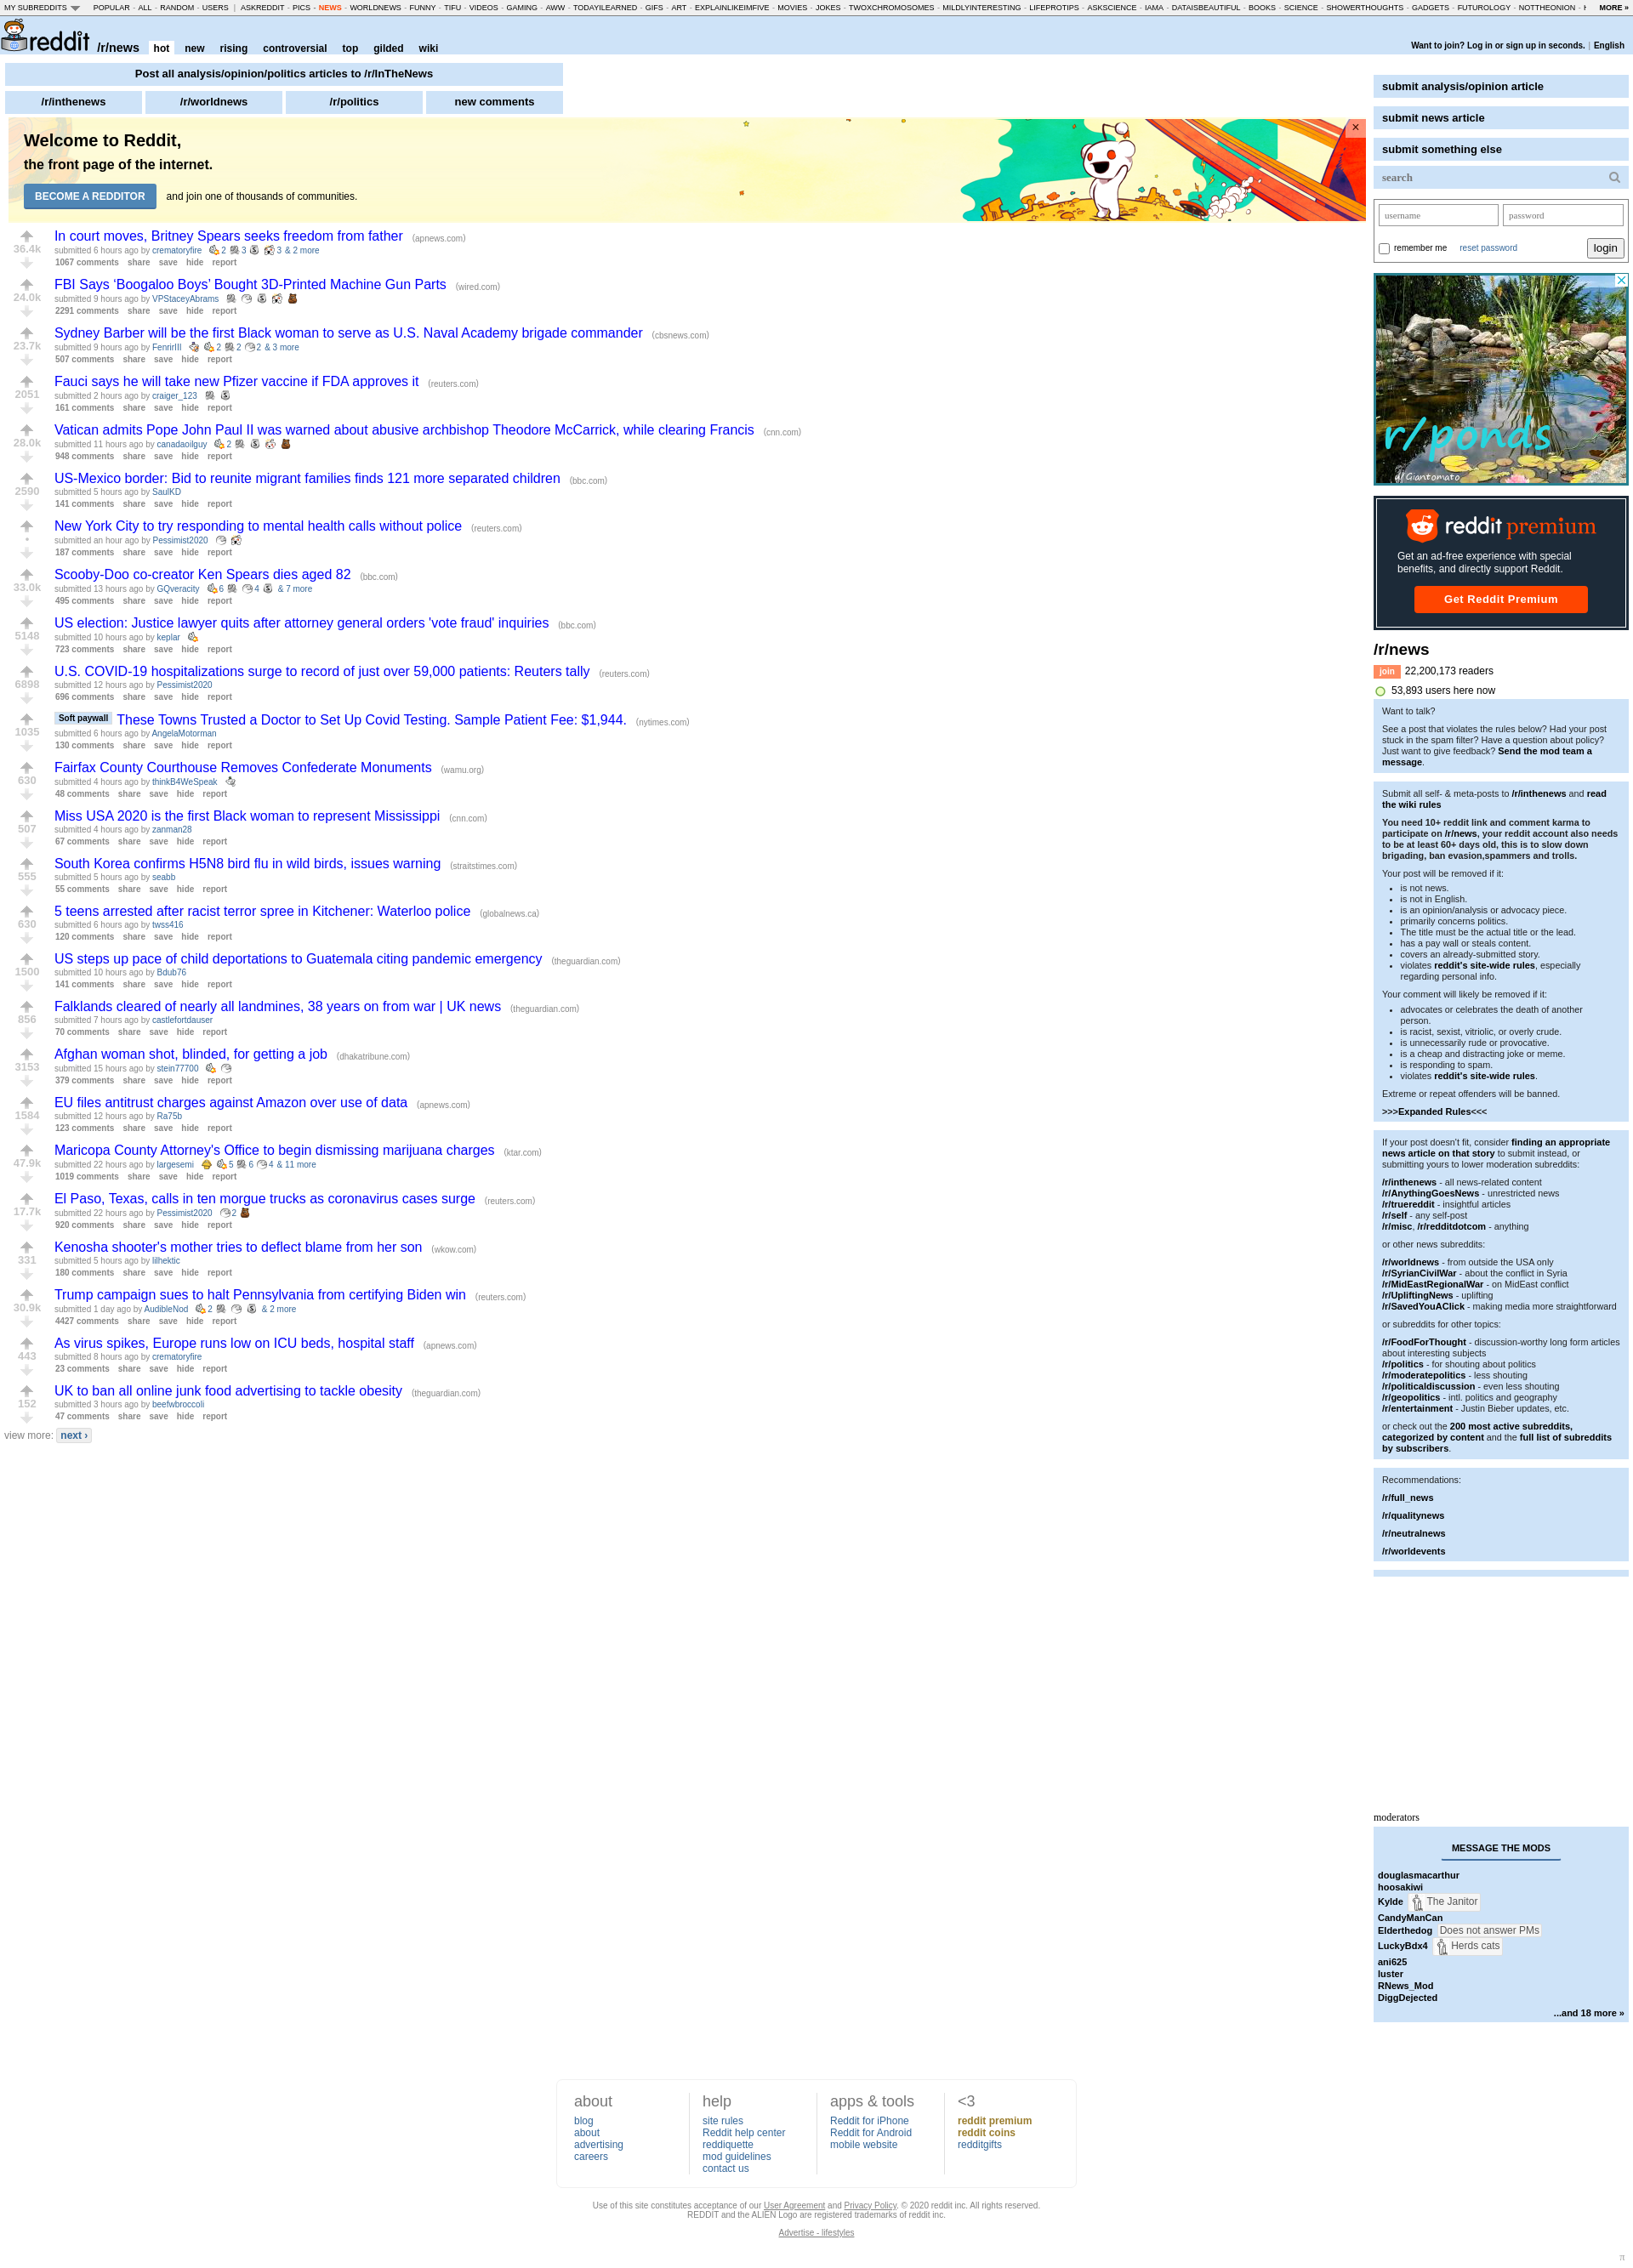 MY SUBREDDITS POPULAR - ALL - RANDOM - USERS | ASKREDDIT - PICS - NEWS - WORLDNEWS - FUNNY - TIFU - VIDEOS - GAMING - AWW - TODAYILEARNED - GIFS - ART - EXPLAINLIKEIMFIVE - MOVIES - JOKES - TWOXCHROMOSOMES - MILDLYINTERESTING - LIFEPROTIPS - ASKSCIENCE - IAMA - DATAISBEAUTIFUL - BOOKS - SCIENCE - SHOWERTHOUGHTS - GADGETS - FUTUROLOGY - NOTTHEONION - MORE »
reddit /r/news hot new rising controversial top gilded wiki
Want to join? Log in or sign up in seconds. | English
Post all analysis/opinion/politics articles to /r/InTheNews
/r/inthenews /r/worldnews /r/politics new comments
Welcome to Reddit,
the front page of the internet.
BECOME A REDDITOR and join one of thousands of communities.
×
In court moves, Britney Spears seeks freedom from father (apnews.com)
36.4k
submitted 6 hours ago by crematoryfire 2 3 3 & 2 more
1067 comments share save hide report
FBI Says ‘Boogaloo Boys’ Bought 3D-Printed Machine Gun Parts (wired.com)
24.0k
submitted 9 hours ago by VPStaceyAbrams
2291 comments share save hide report
Sydney Barber will be the first Black woman to serve as U.S. Naval Academy brigade commander (cbsnews.com)
23.7k
submitted 9 hours ago by FenrirIII 2 2 2 & 3 more
507 comments share save hide report
Fauci says he will take new Pfizer vaccine if FDA approves it (reuters.com)
2051
submitted 2 hours ago by craiger_123
161 comments share save hide report
Vatican admits Pope John Paul II was warned about abusive archbishop Theodore McCarrick, while clearing Francis (cnn.com)
28.0k
submitted 11 hours ago by canadaoilguy 2
948 comments share save hide report
US-Mexico border: Bid to reunite migrant families finds 121 more separated children (bbc.com)
2590
submitted 5 hours ago by SaulKD
141 comments share save hide report
New York City to try responding to mental health calls without police (reuters.com)
•
submitted an hour ago by Pessimist2020
187 comments share save hide report
Scooby-Doo co-creator Ken Spears dies aged 82 (bbc.com)
33.0k
submitted 13 hours ago by GQveracity 6 4 & 7 more
495 comments share save hide report
US election: Justice lawyer quits after attorney general orders 'vote fraud' inquiries (bbc.com)
5148
submitted 10 hours ago by keplar
723 comments share save hide report
U.S. COVID-19 hospitalizations surge to record of just over 59,000 patients: Reuters tally (reuters.com)
6898
submitted 12 hours ago by Pessimist2020
696 comments share save hide report
Soft paywall These Towns Trusted a Doctor to Set Up Covid Testing. Sample Patient Fee: $1,944. (nytimes.com)
1035
submitted 6 hours ago by AngelaMotorman
130 comments share save hide report
Fairfax County Courthouse Removes Confederate Monuments (wamu.org)
630
submitted 4 hours ago by thinkB4WeSpeak
48 comments share save hide report
Miss USA 2020 is the first Black woman to represent Mississippi (cnn.com)
507
submitted 4 hours ago by zanman28
67 comments share save hide report
South Korea confirms H5N8 bird flu in wild birds, issues warning (straitstimes.com)
555
submitted 5 hours ago by seabb
55 comments share save hide report
5 teens arrested after racist terror spree in Kitchener: Waterloo police (globalnews.ca)
630
submitted 6 hours ago by twss416
120 comments share save hide report
US steps up pace of child deportations to Guatemala citing pandemic emergency (theguardian.com)
1500
submitted 10 hours ago by Bdub76
141 comments share save hide report
Falklands cleared of nearly all landmines, 38 years on from war | UK news (theguardian.com)
856
submitted 7 hours ago by castlefortdauser
70 comments share save hide report
Afghan woman shot, blinded, for getting a job (dhakatribune.com)
3153
submitted 15 hours ago by stein77700
379 comments share save hide report
EU files antitrust charges against Amazon over use of data (apnews.com)
1584
submitted 12 hours ago by Ra75b
123 comments share save hide report
Maricopa County Attorney's Office to begin dismissing marijuana charges (ktar.com)
47.9k
submitted 22 hours ago by largesemi 5 6 4 & 11 more
1019 comments share save hide report
El Paso, Texas, calls in ten morgue trucks as coronavirus cases surge (reuters.com)
17.7k
submitted 22 hours ago by Pessimist2020 2
920 comments share save hide report
Kenosha shooter's mother tries to deflect blame from her son (wkow.com)
331
submitted 5 hours ago by lilhektic
180 comments share save hide report
Trump campaign sues to halt Pennsylvania from certifying Biden win (reuters.com)
30.9k
submitted 1 day ago by AudibleNod 2 & 2 more
4427 comments share save hide report
As virus spikes, Europe runs low on ICU beds, hospital staff (apnews.com)
443
submitted 8 hours ago by crematoryfire
23 comments share save hide report
UK to ban all online junk food advertising to tackle obesity (theguardian.com)
152
submitted 3 hours ago by beefwbroccoli
47 comments share save hide report
view more: next ›
submit analysis/opinion article
submit news article
submit something else
search
username password
remember me reset password login
r/ponds
d/Giantomato
reddit premium
Get an ad-free experience with special
benefits, and directly support Reddit.
Get Reddit Premium
/r/news
join 22,200,173 readers
53,893 users here now
Want to talk?
See a post that violates the rules below? Had your post
stuck in the spam filter? Have a question about policy?
Just want to give feedback? Send the mod team a
message.
Submit all self- & meta-posts to /r/inthenews and read
the wiki rules
You need 10+ reddit link and comment karma to
participate on /r/news, your reddit account also needs
to be at least 60+ days old, this is to slow down
brigading, ban evasion,spammers and trolls.
Your post will be removed if it:
• is not news.
• is not in English.
• is an opinion/analysis or advocacy piece.
• primarily concerns politics.
• The title must be the actual title or the lead.
• has a pay wall or steals content.
• covers an already-submitted story.
• violates reddit's site-wide rules, especially
regarding personal info.
Your comment will likely be removed if it:
• advocates or celebrates the death of another
person.
• is racist, sexist, vitriolic, or overly crude.
• is unnecessarily rude or provocative.
• is a cheap and distracting joke or meme.
• is responding to spam.
• violates reddit's site-wide rules.
Extreme or repeat offenders will be banned.
>>>Expanded Rules<<<
If your post doesn't fit, consider finding an appropriate
news article on that story to submit instead, or
submitting yours to lower moderation subreddits:
/r/inthenews - all news-related content
/r/AnythingGoesNews - unrestricted news
/r/truereddit - insightful articles
/r/self - any self-post
/r/misc, /r/redditdotcom - anything
or other news subreddits:
/r/worldnews - from outside the USA only
/r/SyrianCivilWar - about the conflict in Syria
/r/MidEastRegionalWar - on MidEast conflict
/r/UpliftingNews - uplifting
/r/SavedYouAClick - making media more straightforward
or subreddits for other topics:
/r/FoodForThought - discussion-worthy long form articles
about interesting subjects
/r/politics - for shouting about politics
/r/moderatepolitics - less shouting
/r/politicaldiscussion - even less shouting
/r/geopolitics - intl. politics and geography
/r/entertainment - Justin Bieber updates, etc.
or check out the 200 most active subreddits,
categorized by content and the full list of subreddits
by subscribers.
Recommendations:
/r/full_news
/r/qualitynews
/r/neutralnews
/r/worldevents
moderators
MESSAGE THE MODS
douglasmacarthur
hoosakiwi
Kylde The Janitor
CandyManCan
Elderthedog Does not answer PMs
LuckyBdx4 Herds cats
ani625
luster
RNews_Mod
DiggDejected
...and 18 more »
about help apps & tools <3
blog site rules Reddit for iPhone reddit premium
about Reddit help center Reddit for Android reddit coins
advertising reddiquette mobile website redditgifts
careers mod guidelines
contact us
Use of this site constitutes acceptance of our User Agreement and Privacy Policy. © 2020 reddit inc. All rights reserved.
REDDIT and the ALIEN Logo are registered trademarks of reddit inc.
Advertise - lifestyles
π